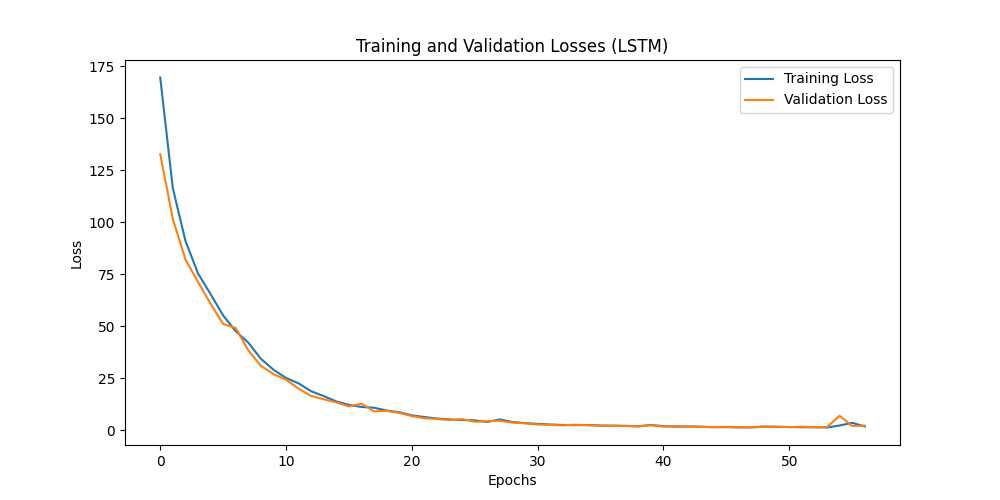 Training and Validation Losses (LSTM)
Training Loss
Validation Loss
Loss
175
150
125
100
75
50
25
0
0 10 20 30 40 50
Epochs